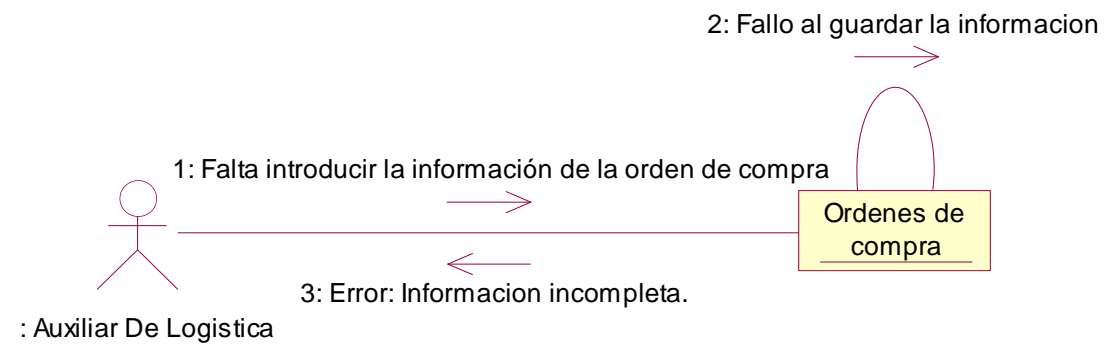 2: Fallo al guardar la informacion
1: Falta introducir la información de la orden de compra
Ordenes de
compra
3: Error: Informacion incompleta.
: Auxiliar De Logistica